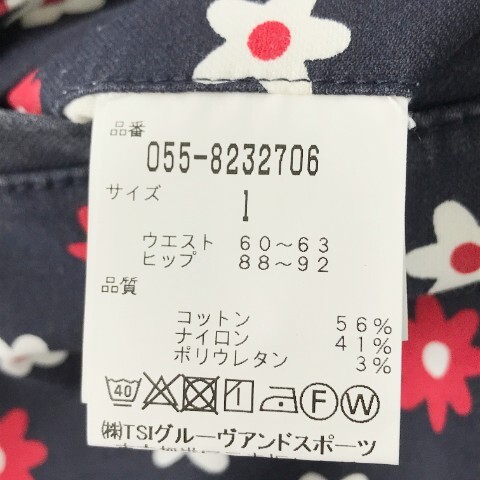 品番
055-8232706
サイズ
1
ウエスト 60～63
ヒップ 88～92
品質
コットン 56%
ナイロン 41%
ポリウレタン 3%
40 F W
㈱TSIグルーヴアンドスポーツ